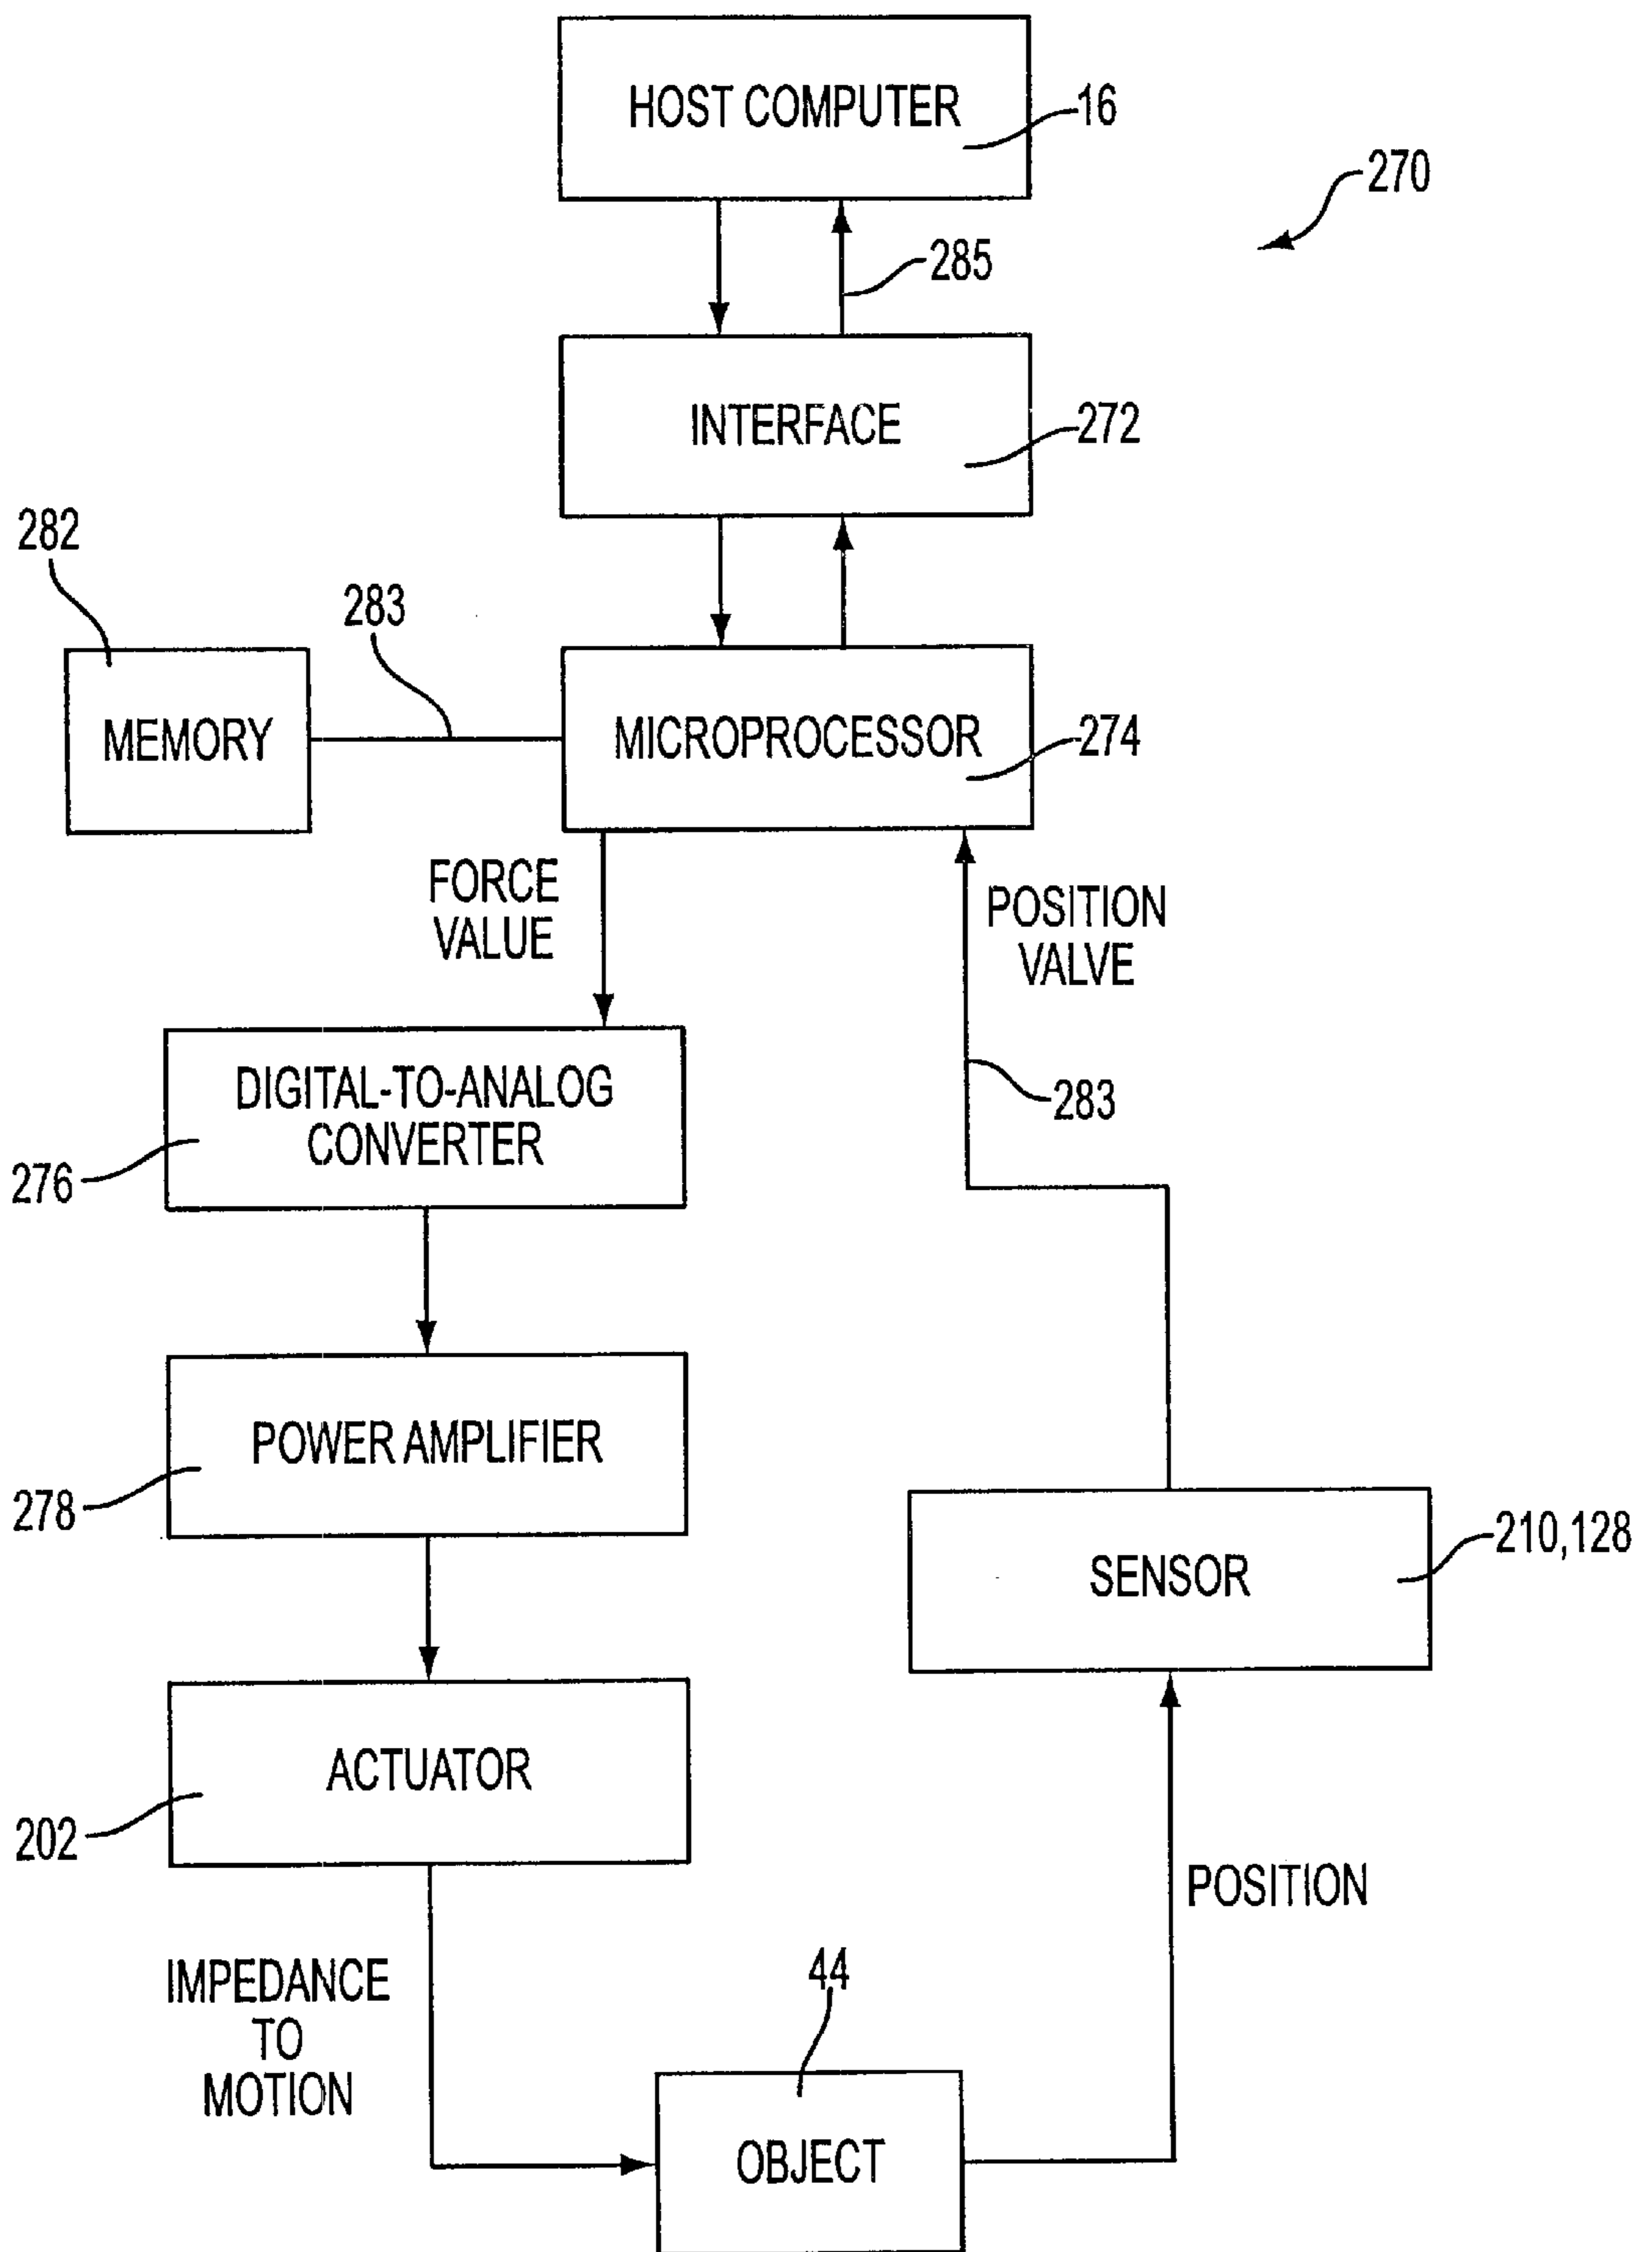 HOST COMPUTER
16
270
285
INTERFACE
272
282
283
MEMORY
MICROPROCESSOR
274
FORCE
VALUE
POSITION
VALVE
283
DIGITAL-TO-ANALOG
CONVERTER
276
POWER AMPLIFIER
278
SENSOR
210,128
ACTUATOR
202
POSITION
IMPEDANCE
TO
MOTION
44
OBJECT